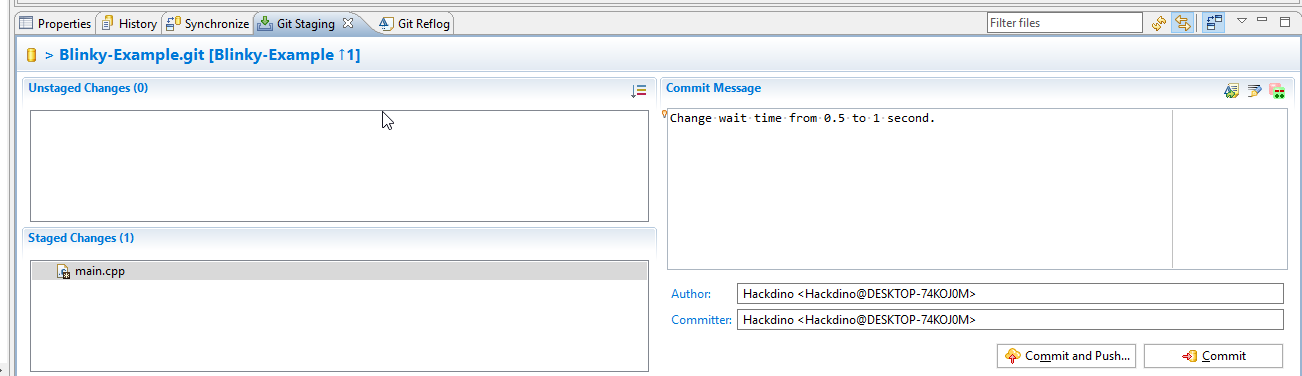 Properties History Synchronize Git Staging Git Reflog Filter files
> Blinky-Example.git [Blinky-Example ↑1]
Unstaged Changes (0)
Staged Changes (1)
main.cpp
Commit Message
Change wait time from 0.5 to 1 second.
Author: Hackdino <Hackdino@DESKTOP-74KOJ0M>
Committer: Hackdino <Hackdino@DESKTOP-74KOJ0M>
Commit and Push... Commit